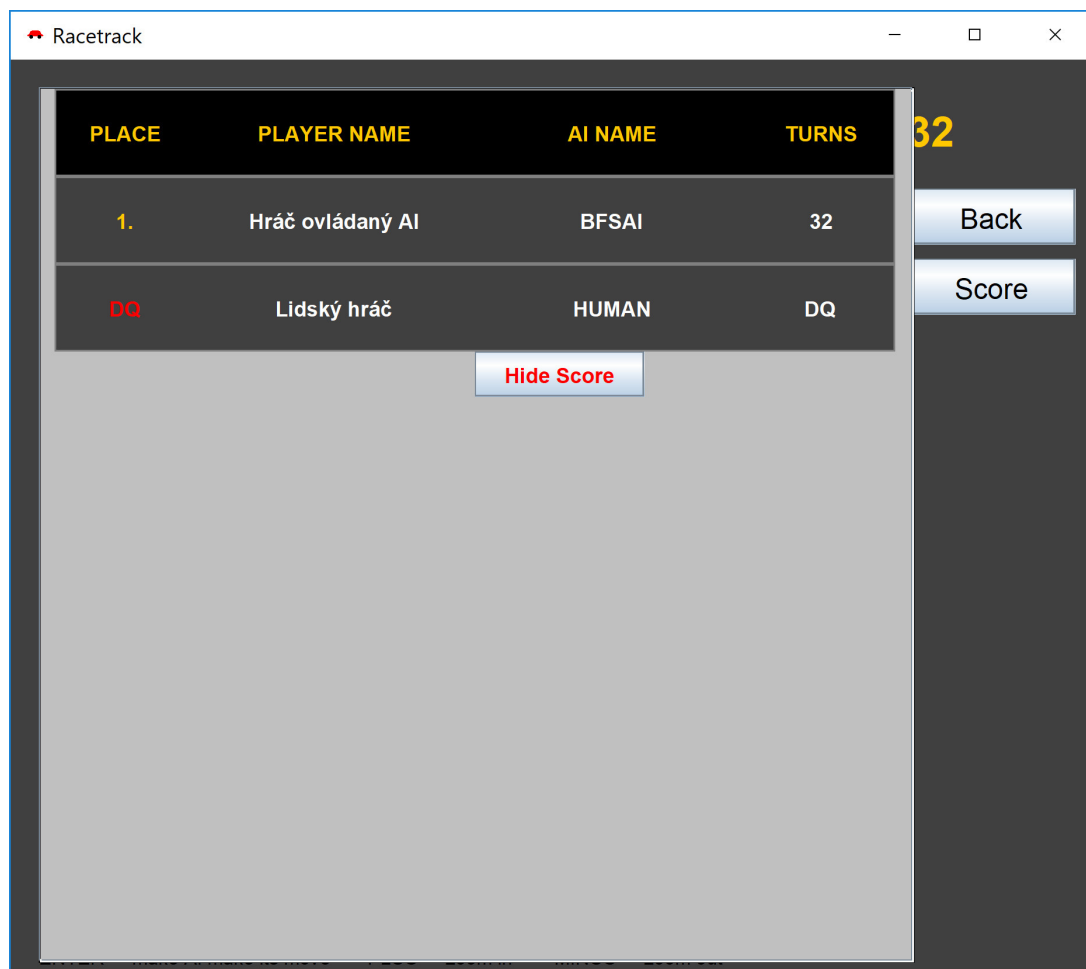 Racetrack
PLACE PLAYER NAME AI NAME TURNS
32
1. Hráč ovládaný AI BFSAI 32
Back
DQ Lidský hráč HUMAN DQ
Score
Hide Score